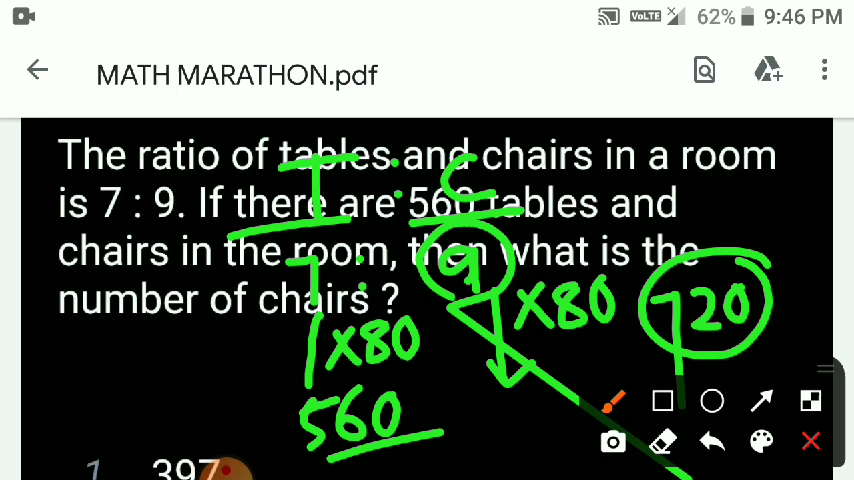 VoLTE 62% 9:46 PM
MATH MARATHON.pdf
The ratio of tables and chairs in a room
is 7 : 9. If there are 560 tables and
chairs in the room, then what is the
number of chairs ?
T : C
7 : 9
X80 X80 720
560
1 397